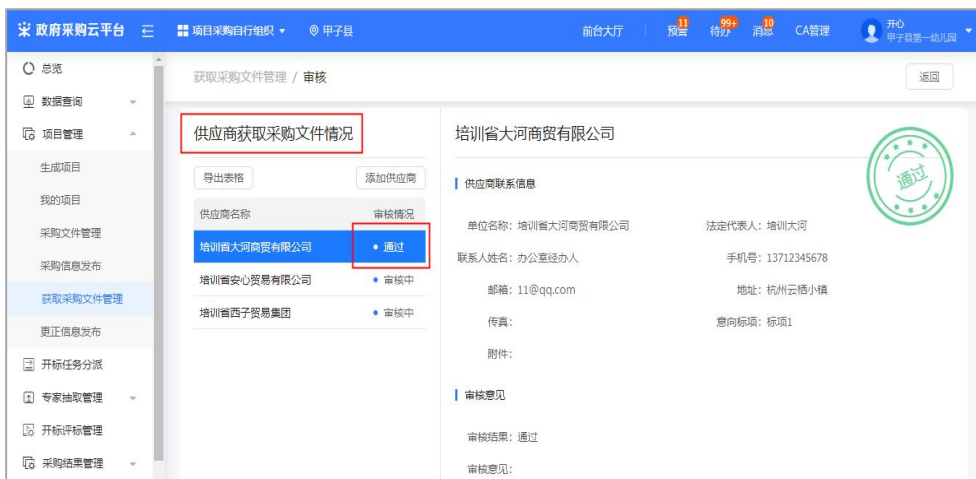 政府采购云平台
项目采购自行组织
甲子县
前台大厅
预警 11
待办 99+
消息 10
CA管理
开心
甲子县第一幼儿园
总览
数据查询
项目管理
生成项目
我的项目
采购文件管理
采购信息发布
获取采购文件管理
更正信息发布
开标任务分派
专家抽取管理
开标评标管理
采购结果管理
获取采购文件管理 / 审核
返回
供应商获取采购文件情况
导出表格 添加供应商
供应商名称 审核情况
培训省大河商贸有限公司 通过
培训省安心贸易有限公司 审核中
培训省西子贸易集团 审核中
培训省大河商贸有限公司
通过
供应商联系信息
单位名称: 培训省大河商贸有限公司 法定代表人: 培训大河
联系人姓名: 办公室经办人 手机号: 13712345678
邮箱: 11@qq.com 地址: 杭州云栖小镇
传真: 意向标项: 标项1
附件:
审核意见
审核结果: 通过
审核意见: